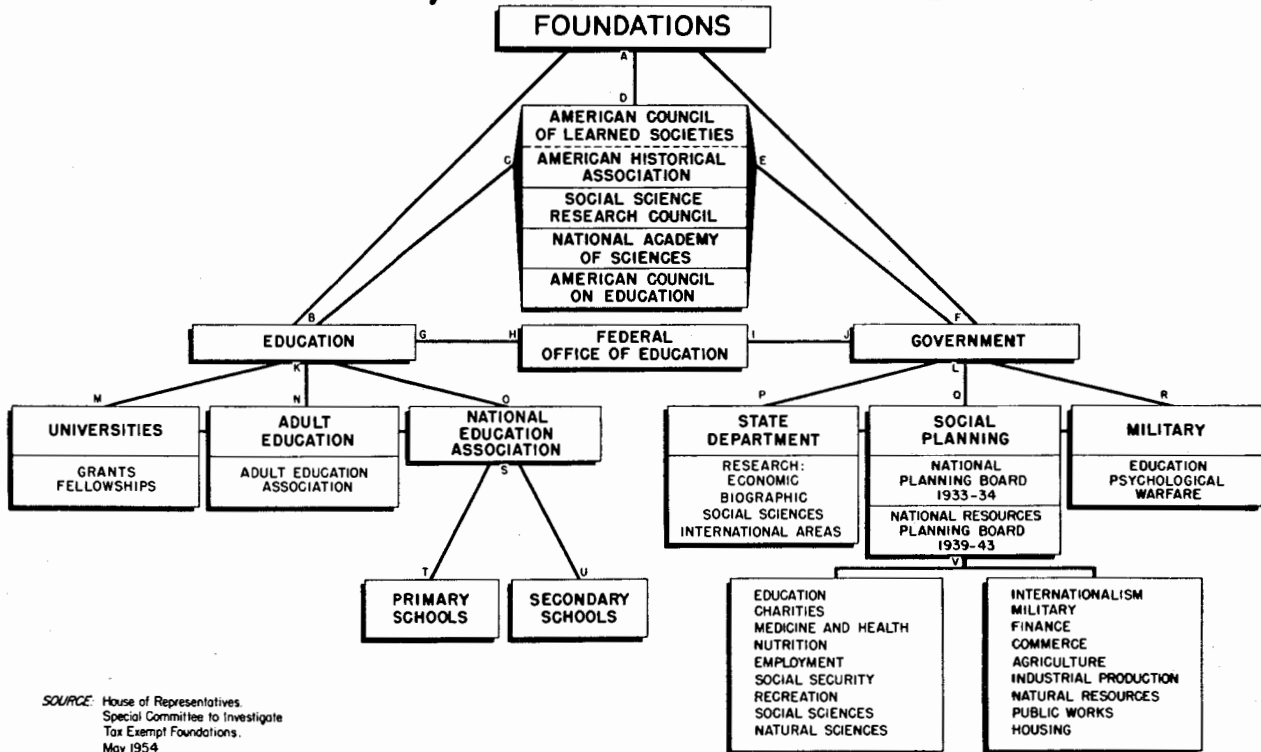 FOUNDATIONS
A
D
AMERICAN COUNCIL
OF LEARNED SOCIETIES
C
AMERICAN HISTORICAL
ASSOCIATION
E
SOCIAL SCIENCE
RESEARCH COUNCIL
NATIONAL ACADEMY
OF SCIENCES
AMERICAN COUNCIL
ON EDUCATION
B
F
EDUCATION
G
H
FEDERAL
OFFICE OF EDUCATION
I
J
GOVERNMENT
K
L
M
N
O
P
Q
R
UNIVERSITIES
GRANTS
FELLOWSHIPS
ADULT
EDUCATION
ADULT EDUCATION
ASSOCIATION
NATIONAL
EDUCATION
ASSOCIATION
S
STATE
DEPARTMENT
RESEARCH:
ECONOMIC
BIOGRAPHIC
SOCIAL SCIENCES
INTERNATIONAL AREAS
SOCIAL
PLANNING
NATIONAL
PLANNING BOARD
1933-34
NATIONAL RESOURCES
PLANNING BOARD
1939-43
V
MILITARY
EDUCATION
PSYCHOLOGICAL
WARFARE
T
U
PRIMARY
SCHOOLS
SECONDARY
SCHOOLS
EDUCATION
CHARITIES
MEDICINE AND HEALTH
NUTRITION
EMPLOYMENT
SOCIAL SECURITY
RECREATION
SOCIAL SCIENCES
NATURAL SCIENCES
INTERNATIONALISM
MILITARY
FINANCE
COMMERCE
AGRICULTURE
INDUSTRIAL PRODUCTION
NATURAL RESOURCES
PUBLIC WORKS
HOUSING
SOURCE: House of Representatives.
Special Committee to Investigate
Tax Exempt Foundations.
May 1954